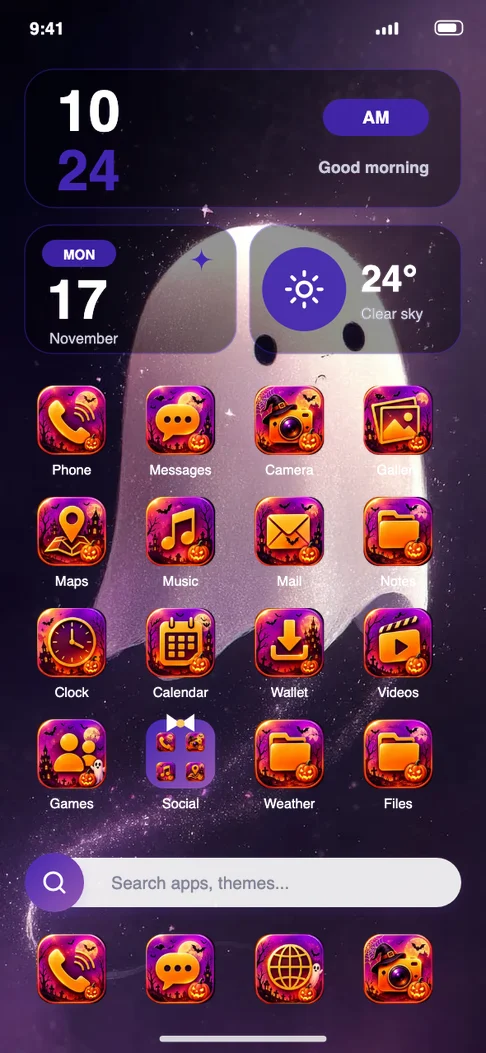 9:41
10
24
AM
Good morning
MON
17
November
24°
Clear sky
Phone
Messages
Camera
Gallery
Maps
Music
Mail
Notes
Clock
Calendar
Wallet
Videos
Games
Social
Weather
Files
Search apps, themes...